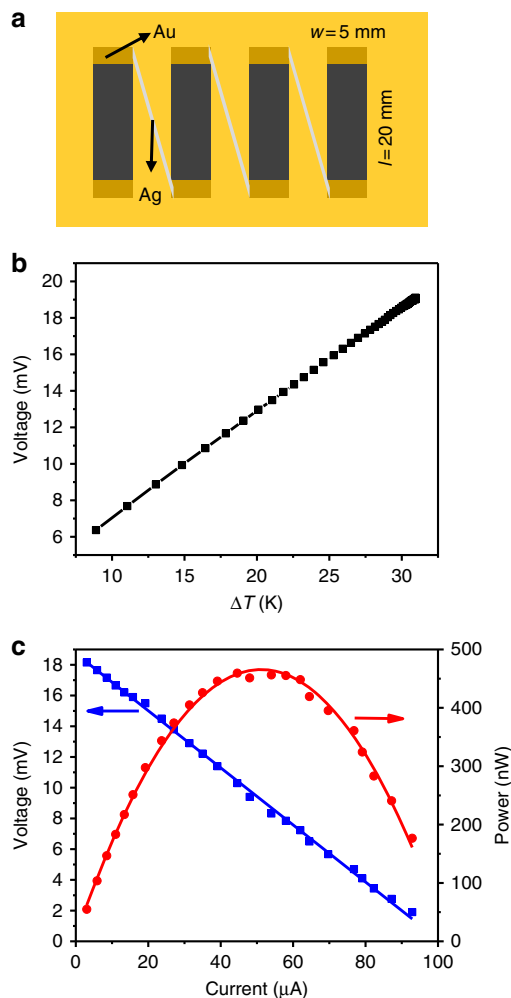 a
Au
w = 5 mm
l = 20 mm
Ag
b
20
18
16
14
12
10
8
6
Voltage (mV)
10
15
20
25
30
ΔT (K)
c
18
16
14
12
10
8
6
4
2
0
Voltage (mV)
500
400
300
200
100
0
Power (nW)
0
20
40
60
80
100
Current (μA)